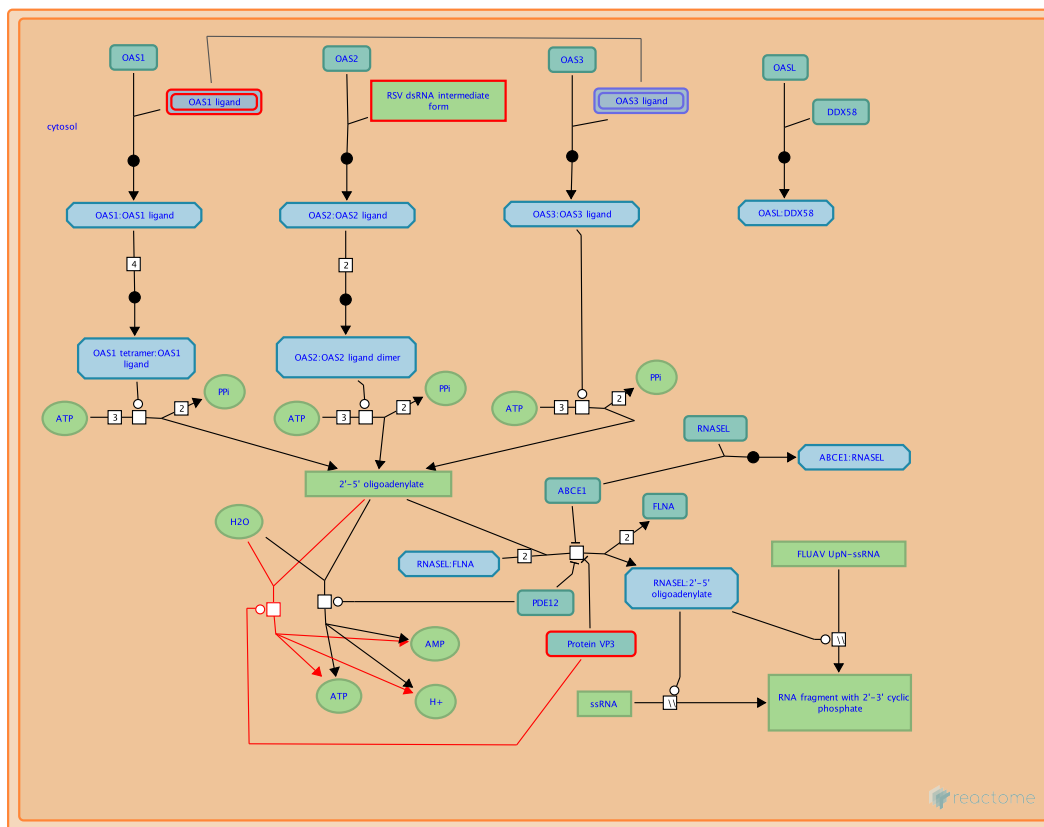 OAS1
OAS2
OAS3
OASL
OAS1 ligand
RSV dsRNA intermediate
form
OAS3 ligand
DDX58
cytosol
OAS1:OAS1 ligand
OAS2:OAS2 ligand
OAS3:OAS3 ligand
OASL:DDX58
4
2
OAS1 tetramer:OAS1
ligand
OAS2:OAS2 ligand dimer
PPi
PPi
PPi
2
2
2
ATP
3
ATP
3
ATP
3
RNASEL
ABCE1:RNASEL
2'-5' oligoadenylate
ABCE1
FLNA
H2O
2
FLUAV UpN-ssRNA
RNASEL:FLNA
2
RNASEL:2'-5'
oligoadenylate
PDE12
AMP
Protein VP3
\\
ATP
H+
ssRNA
\\
RNA fragment with 2'-3' cyclic
phosphate
reactome